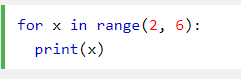 for x in range(2, 6):
  print(x)